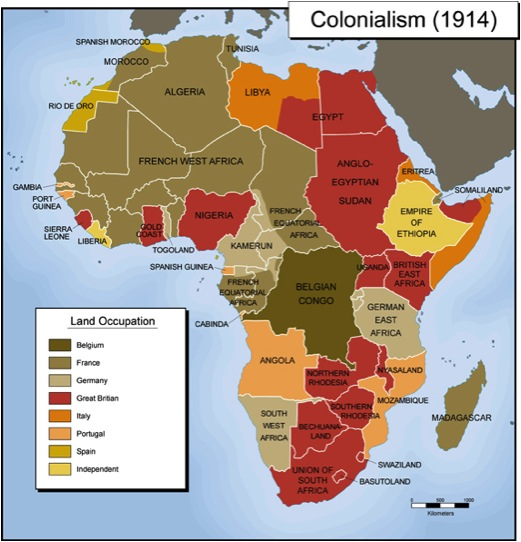 Colonialism (1914)
SPANISH MOROCCO
MOROCCO
TUNISIA
ALGERIA
LIBYA
EGYPT
RIO DE ORO
FRENCH WEST AFRICA
ANGLO-
EGYPTIAN
SUDAN
ERITREA
SOMALILAND
GAMBIA
PORT
GUINEA
SIERRA
LEONE
LIBERIA
GOLD
COAST
TOGOLAND
NIGERIA
FRENCH
EQUATORIAL
AFRICA
EMPIRE
OF
ETHIOPIA
KAMERUN
SPANISH GUINEA
FRENCH
EQUATORIAL
AFRICA
CABINDA
BELGIAN
CONGO
UGANDA
BRITISH
EAST
AFRICA
GERMAN
EAST
AFRICA
ANGOLA
NORTHERN
RHODESIA
NYASALAND
MOZAMBIQUE
SOUTHERN
RHODESIA
MADAGASCAR
SOUTH
WEST
AFRICA
BECHUANA-
LAND
SWAZILAND
BASUTOLAND
UNION OF
SOUTH
AFRICA
Land Occupation
Belgium
France
Germany
Great Britian
Italy
Portugal
Spain
Independent
0 500 1000
Kilometers